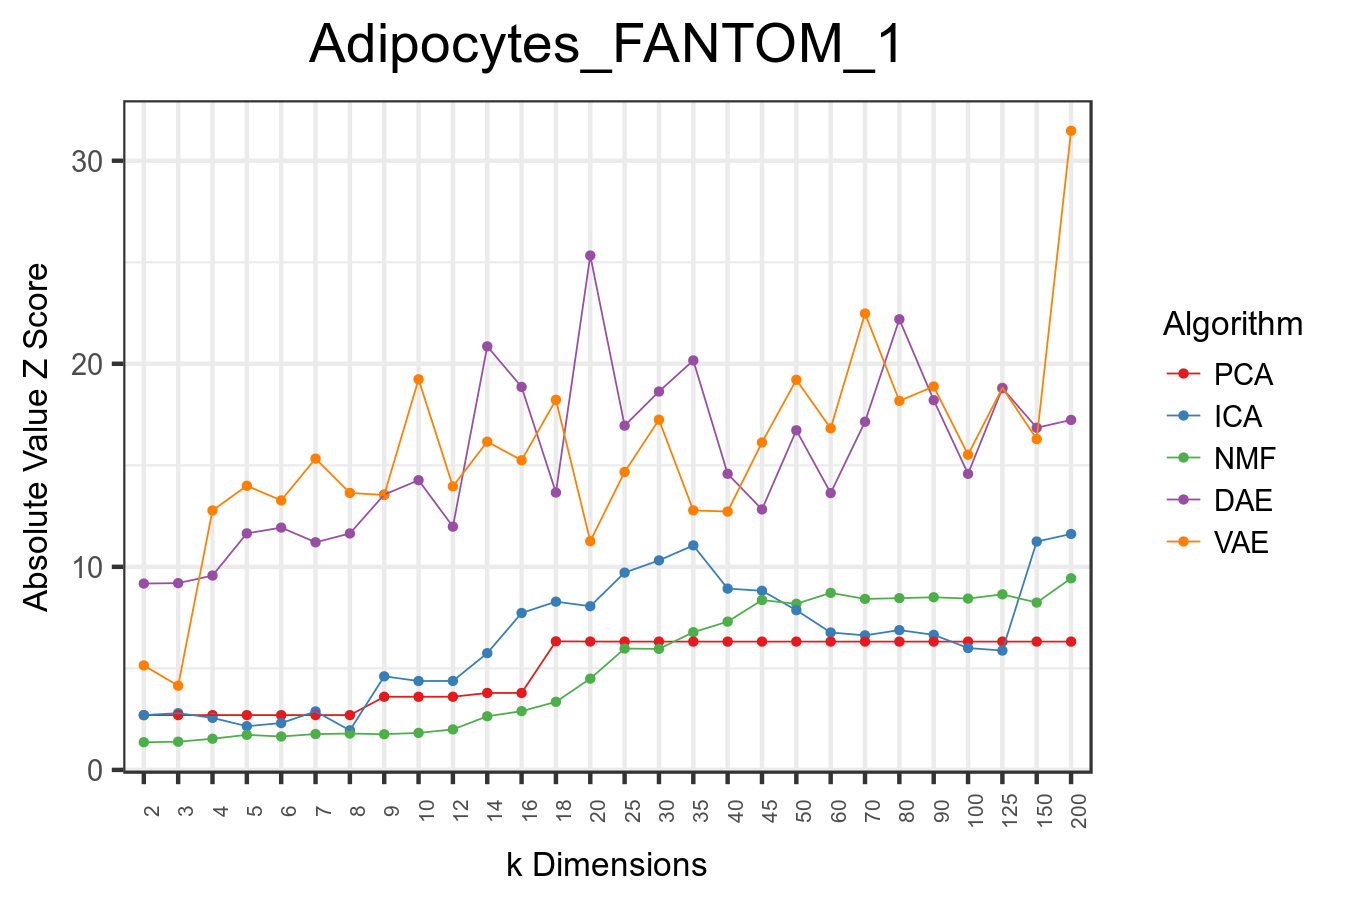 Adipocytes_FANTOM_1
Absolute Value Z Score
30
20
10
0
2 3 4 5 6 7 8 9 10 12 14 16 18 20 25 30 35 40 45 50 60 70 80 90 100 125 150 200
k Dimensions
Algorithm
PCA
ICA
NMF
DAE
VAE